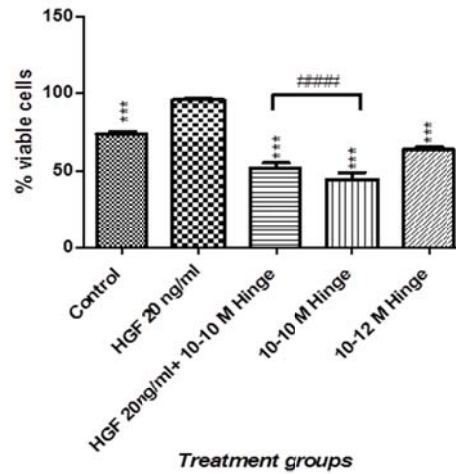 150
100
50
0
% viable cells
***
***
***
***
####
Control
HGF 20 ng/ml
HGF 20ng/ml+ 10-10 M Hinge
10-10 M Hinge
10-12 M Hinge
Treatment groups